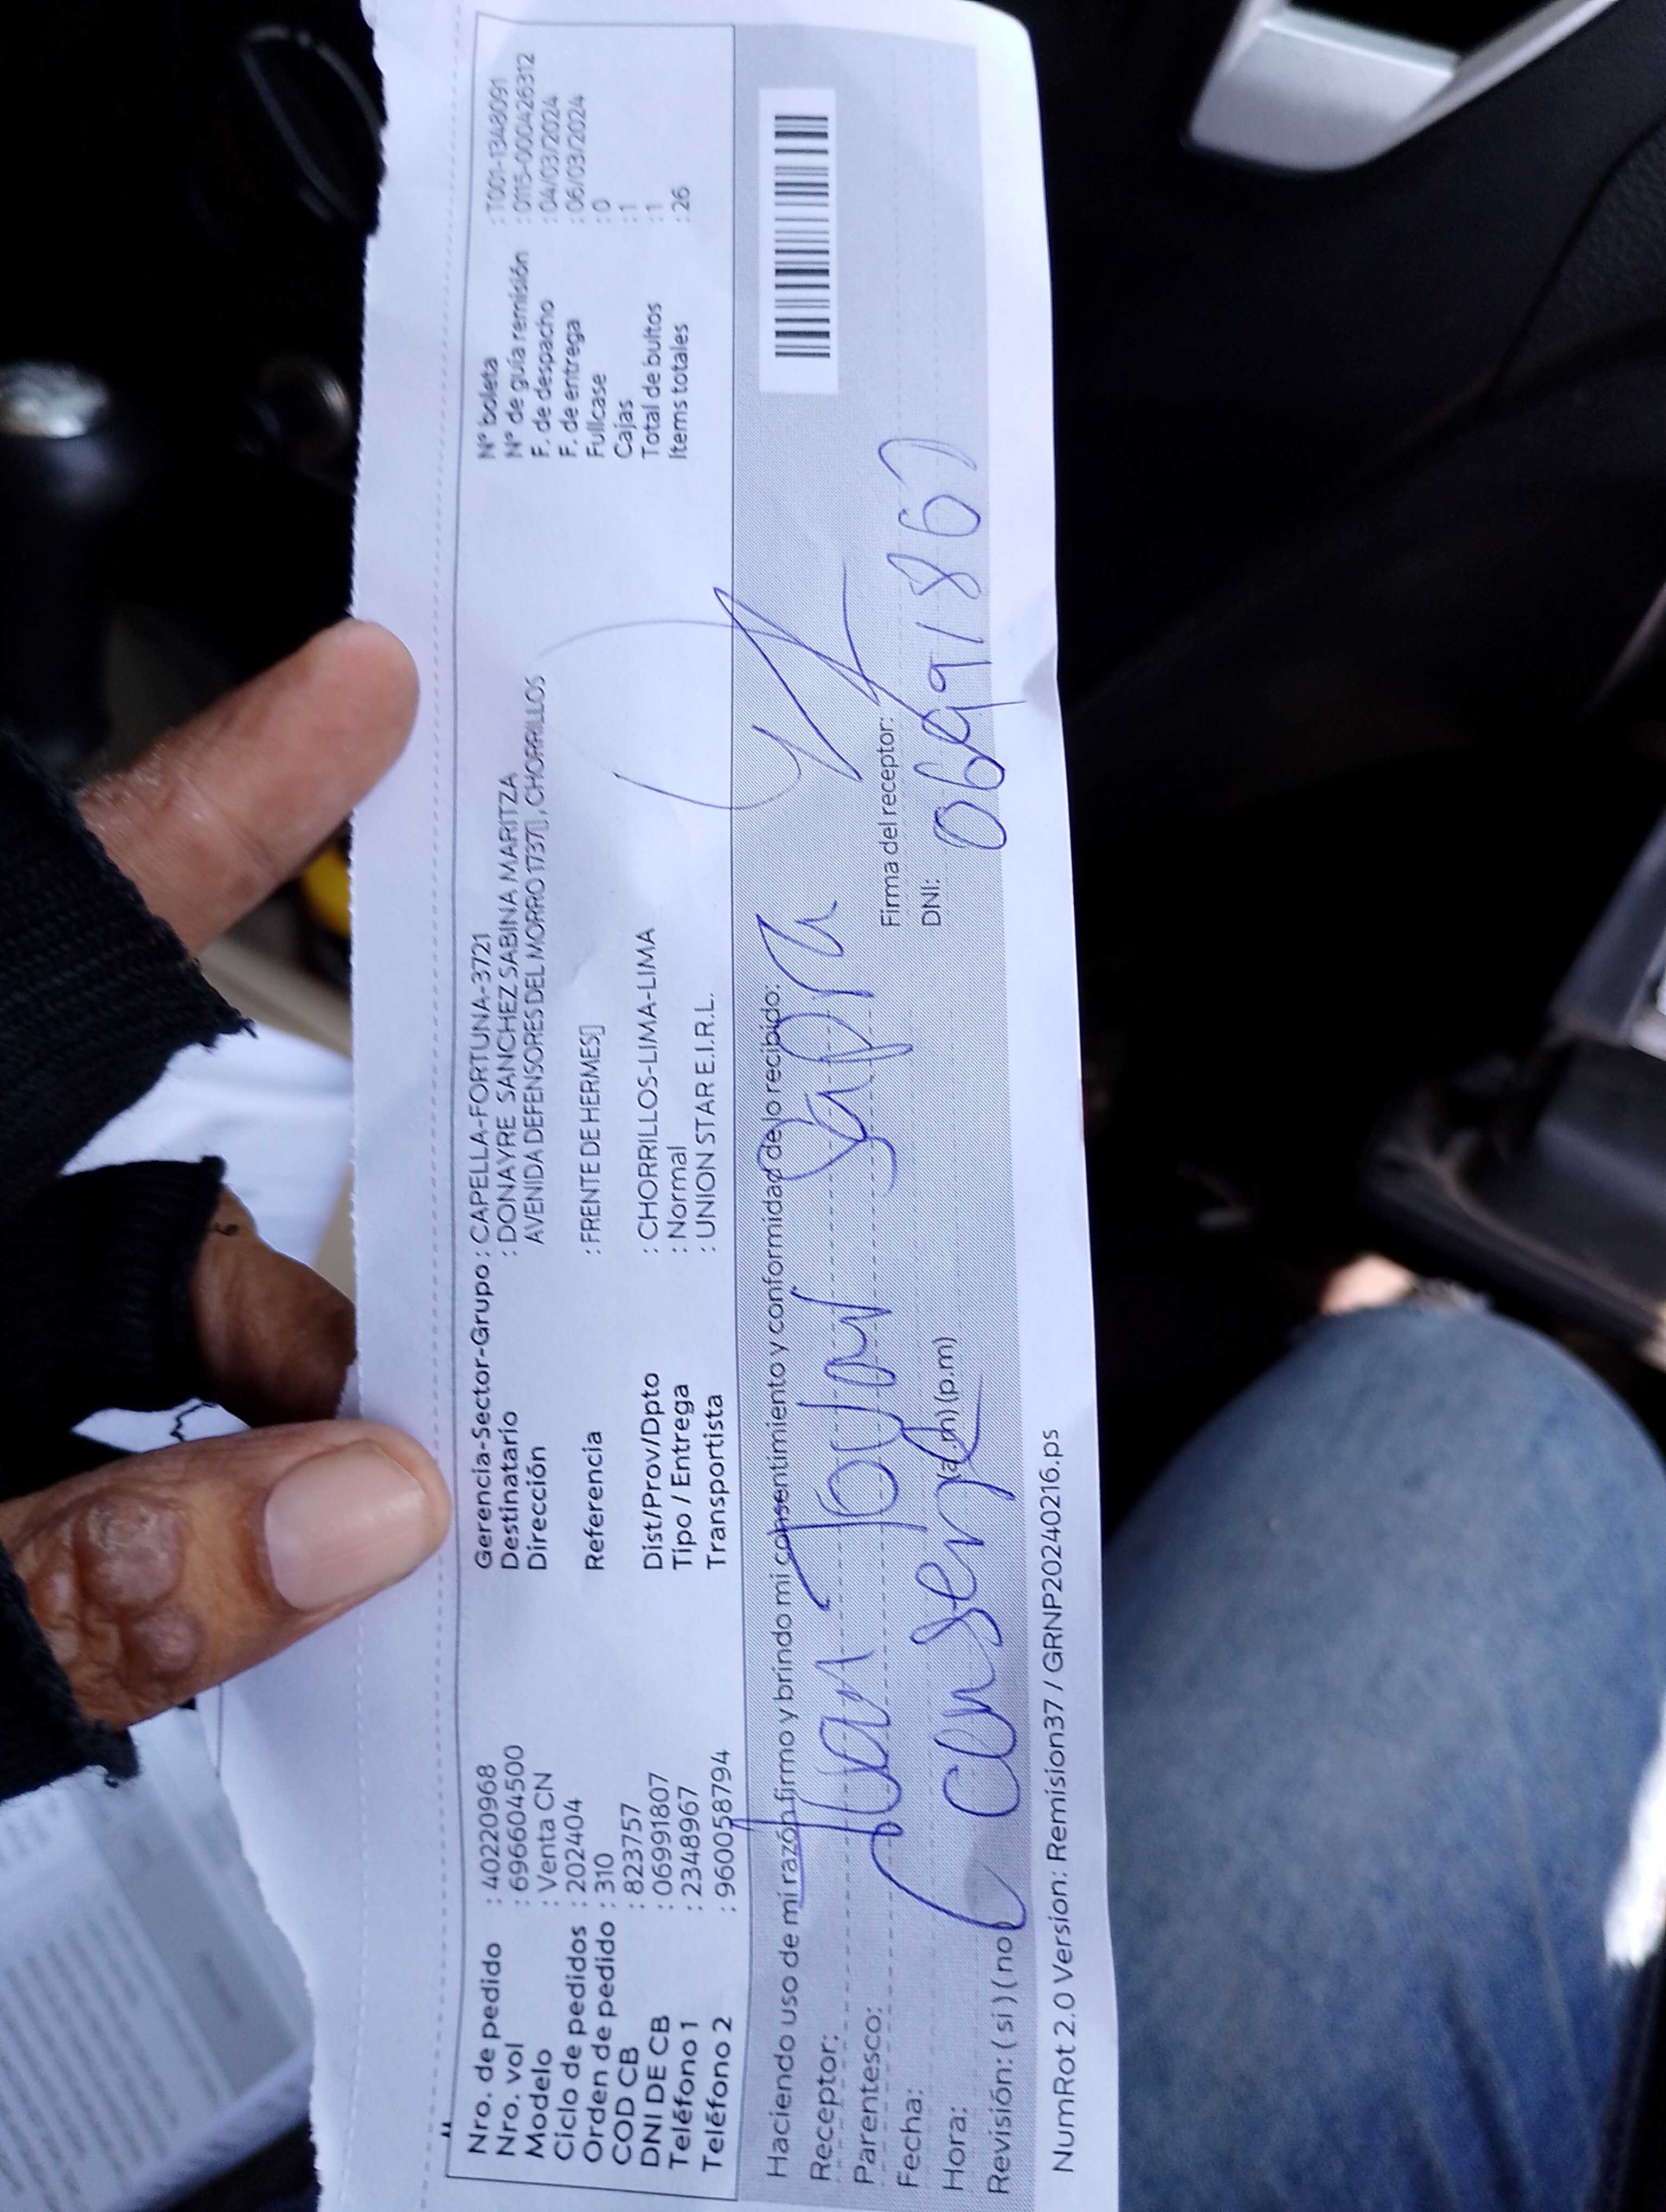 Nro. de pedido : 40220968
Nro. vol : 6966604500
Modelo : Venta CN
Ciclo de pedidos : 202404
Orden de pedido : 310
COD CB : 823757
DNI DE CB : 06991807
Teléfono 1 : 2348967
Teléfono 2 : 960058794
Gerencia-Sector-Grupo : CAPELLA-FORTUNA-3721
Destinatario : DONAYRE SANCHEZ SABINA MARITZA
Dirección AVENIDA DEFENSORES DEL MORRO 1737[] , CHORRILLOS
Referencia : FRENTE DE HERMES]
Dist/Prov/Dpto : CHORRILLOS-LIMA-LIMA
Tipo / Entrega : Normal
Transportista : UNION STAR E.I.R.L.
N° boleta : T001-1348091
N° de guía remisión : 0115-000426312
F. de despacho : 04/03/2024
F. de entrega : 06/03/2024
Fullcase : 0
Cajas : 1
Total de bultos : 1
Items totales : 26
Haciendo uso de mi razón firmo y brindo mi consentimiento y conformidad de lo recibido:
Receptor: Juan Tovar
Parentesco:
Fecha:
Hora: (a.m) (p.m)
Revisión: ( si ) ( no
Firma del receptor:
DNI:
NumRot 2.0 Version: Remision37 / GRNP20240216.ps